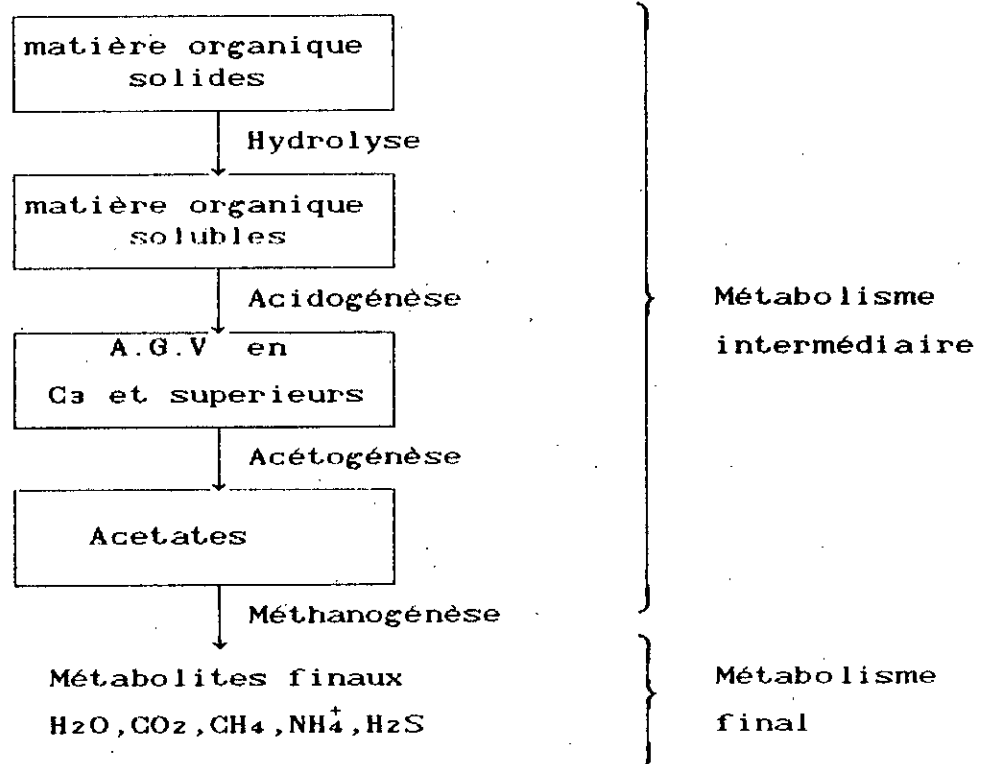 matière organique
solides
Hydrolyse
matière organique
solubles
Acidogénèse
A.G.V en
C₃ et superieurs
Acétogénèse
Acetates
Méthanogénèse
Métabolites finaux
H₂O,CO₂,CH₄,NH₄⁺,H₂S
Métabolisme
intermédiaire
Métabolisme
final